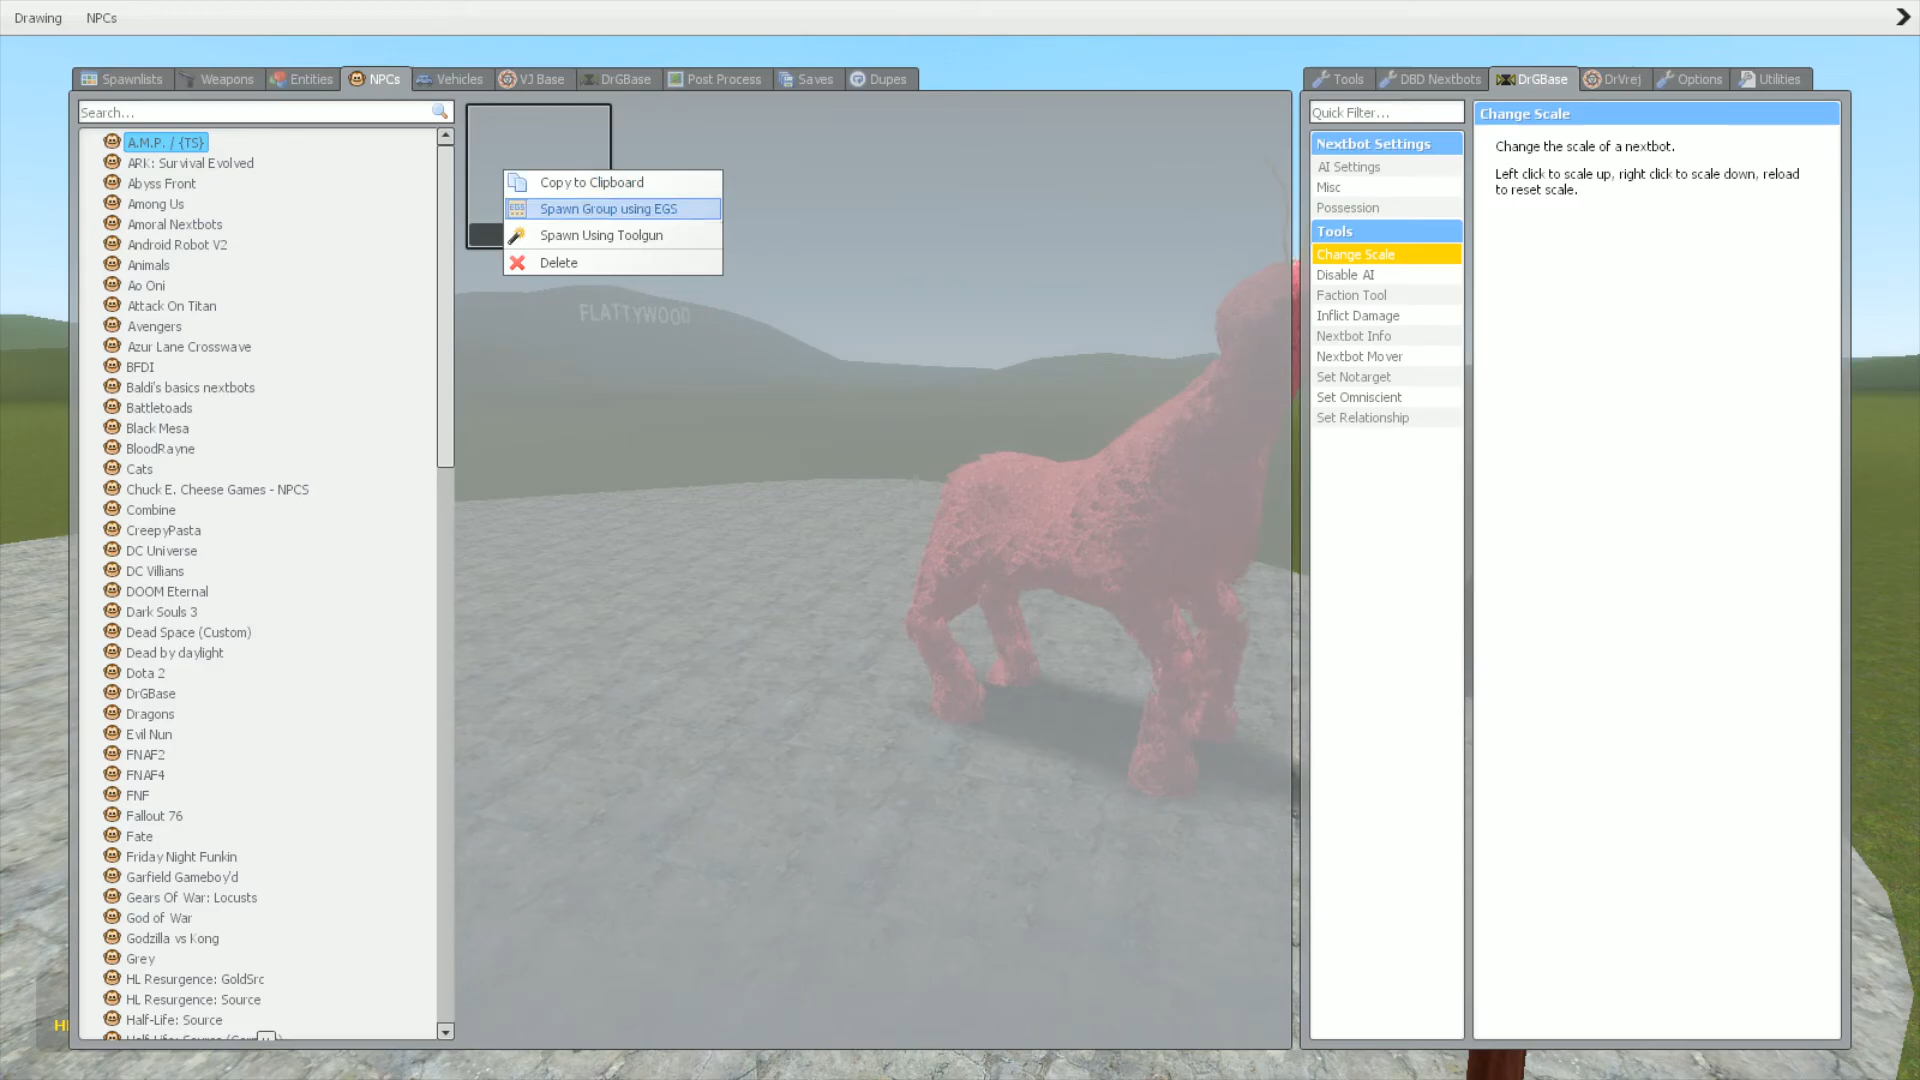 Drawing NPCs
Spawnlists Weapons Entities NPCs Vehicles VJ Base DrGBase Post Process Saves Dupes
Tools DBD Nextbots DrGBase DrVrej Options Utilities
Search...
A.M.P. / {TS}
ARK: Survival Evolved
Abyss Front
Among Us
Amoral Nextbots
Android Robot V2
Animals
Ao Oni
Attack On Titan
Avengers
Azur Lane Crosswave
BFDI
Baldi's basics nextbots
Battletoads
Black Mesa
BloodRayne
Cats
Chuck E. Cheese Games - NPCS
Combine
CreepyPasta
DC Universe
DC Villians
DOOM Eternal
Dark Souls 3
Dead Space (Custom)
Dead by daylight
Dota 2
DrGBase
Dragons
Evil Nun
FNAF2
FNAF4
FNF
Fallout 76
Fate
Friday Night Funkin
Garfield Gameboy'd
Gears Of War: Locusts
God of War
Godzilla vs Kong
Grey
HL Resurgence: GoldSrc
HL Resurgence: Source
Half-Life: Source
Copy to Clipboard
EGS Spawn Group using EGS
Spawn Using Toolgun
Delete
FLATTYWOOD
Quick Filter...
Nextbot Settings
AI Settings
Misc
Possession
Tools
Change Scale
Disable AI
Faction Tool
Inflict Damage
Nextbot Info
Nextbot Mover
Set Notarget
Set Omniscient
Set Relationship
Change Scale
Change the scale of a nextbot.
Left click to scale up, right click to scale down, reload
to reset scale.